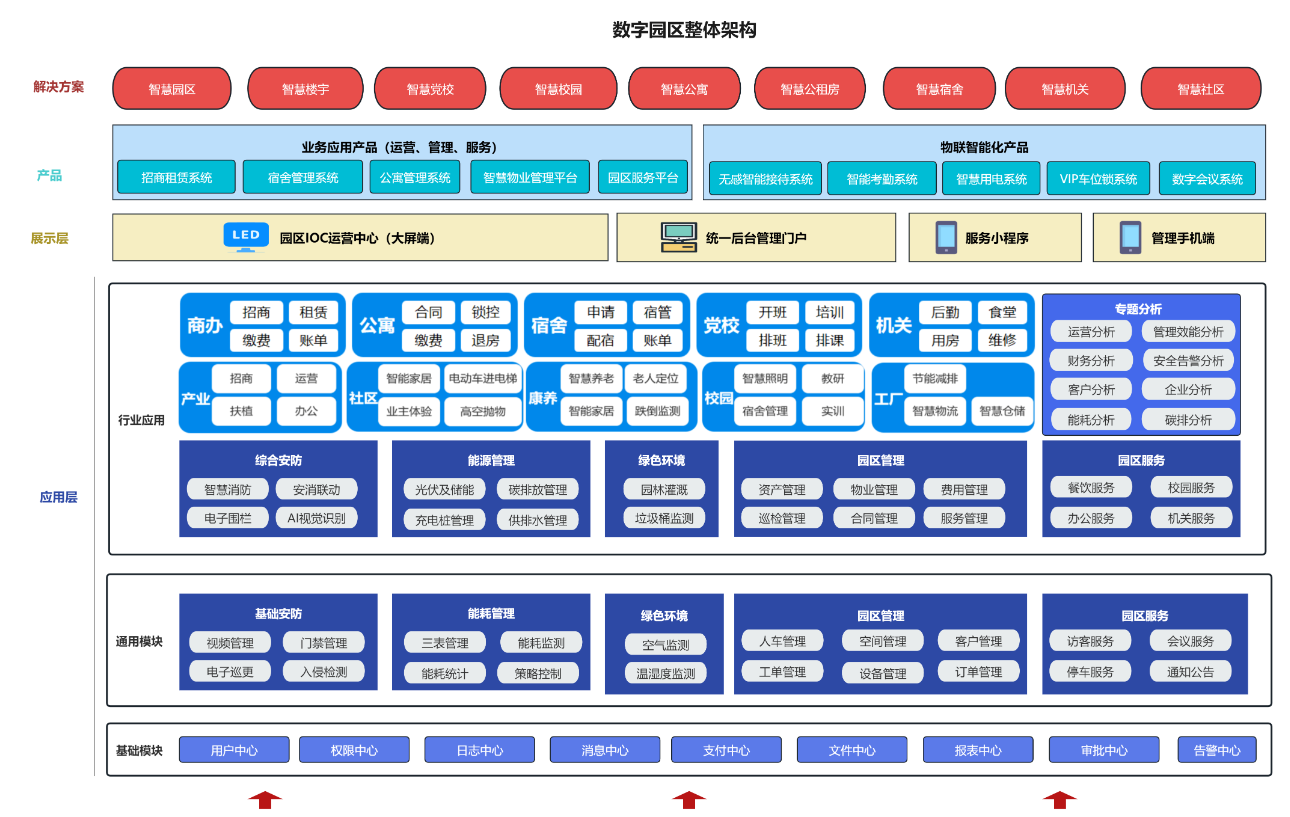 数字园区整体架构
解决方案
智慧园区 智慧楼宇 智慧党校 智慧校园 智慧公寓 智慧公租房 智慧宿舍 智慧机关 智慧社区
产品
业务应用产品（运营、管理、服务）
招商租赁系统 宿舍管理系统 公寓管理系统 智慧物业管理平台 园区服务平台
物联智能化产品
无感智能接待系统 智能考勤系统 智慧用电系统 VIP车位锁系统 数字会议系统
展示层
LED 园区IOC运营中心（大屏端） 统一后台管理门户 服务小程序 管理手机端
应用层
行业应用
商办
招商 租赁
缴费 账单
公寓
合同 锁控
缴费 退房
宿舍
申请 宿管
配宿 账单
党校
开班 培训
排班 排课
机关
后勤 食堂
用房 维修
产业
招商 运营
扶植 办公
社区
智能家居 电动车进电梯
业主体验 高空抛物
康养
智慧养老 老人定位
智能家居 跌倒监测
校园
智慧照明 教研
宿舍管理 实训
工厂
节能减排
智慧物流 智慧仓储
专题分析
运营分析 管理效能分析
财务分析 安全告警分析
客户分析 企业分析
能耗分析 碳排分析
综合安防
智慧消防 安消联动
电子围栏 AI视觉识别
能源管理
光伏及储能 碳排放管理
充电桩管理 供排水管理
绿色环境
园林灌溉
垃圾桶监测
园区管理
资产管理 物业管理 费用管理
巡检管理 合同管理 服务管理
园区服务
餐饮服务 校园服务
办公服务 机关服务
通用模块
基础安防
视频管理 门禁管理
电子巡更 入侵检测
能耗管理
三表管理 能耗监测
能耗统计 策略控制
绿色环境
空气监测
温湿度监测
园区管理
人车管理 空间管理 客户管理
工单管理 设备管理 订单管理
园区服务
访客服务 会议服务
停车服务 通知公告
基础模块
用户中心 权限中心 日志中心 消息中心 支付中心 文件中心 报表中心 审批中心 告警中心